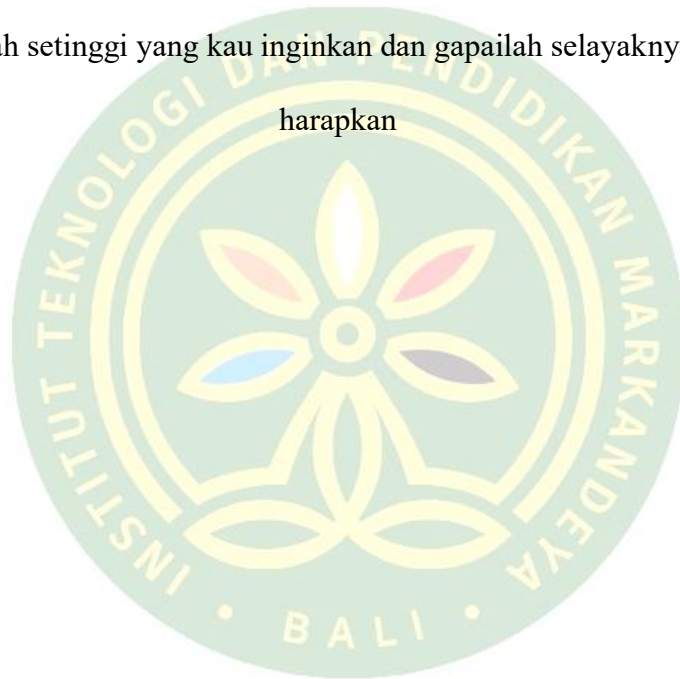 ah setinggi yang kau inginkan dan gapailah selayakny
harapkan
INSTITUT TEKNOLOGI DAN PENDIDIKAN MARKANDEYA
• BALI •